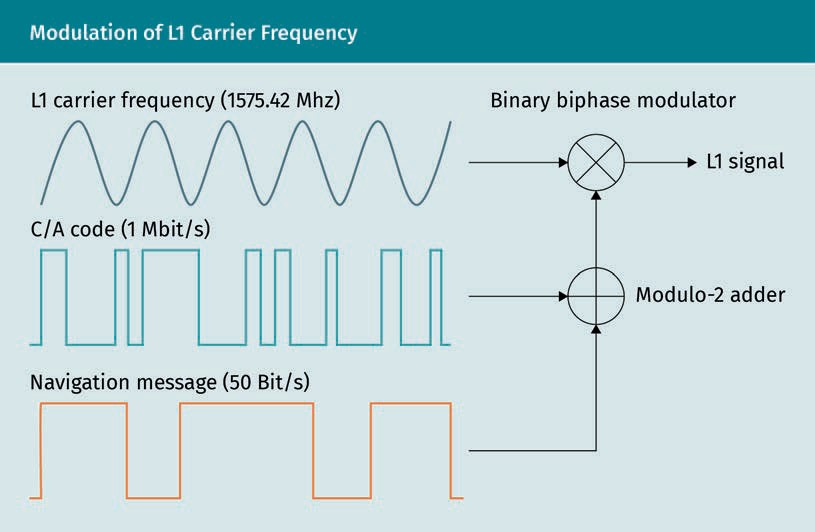 Modulation of L1 Carrier Frequency
L1 carrier frequency (1575.42 Mhz)
Binary biphase modulator
L1 signal
C/A code (1 Mbit/s)
Modulo-2 adder
Navigation message (50 Bit/s)